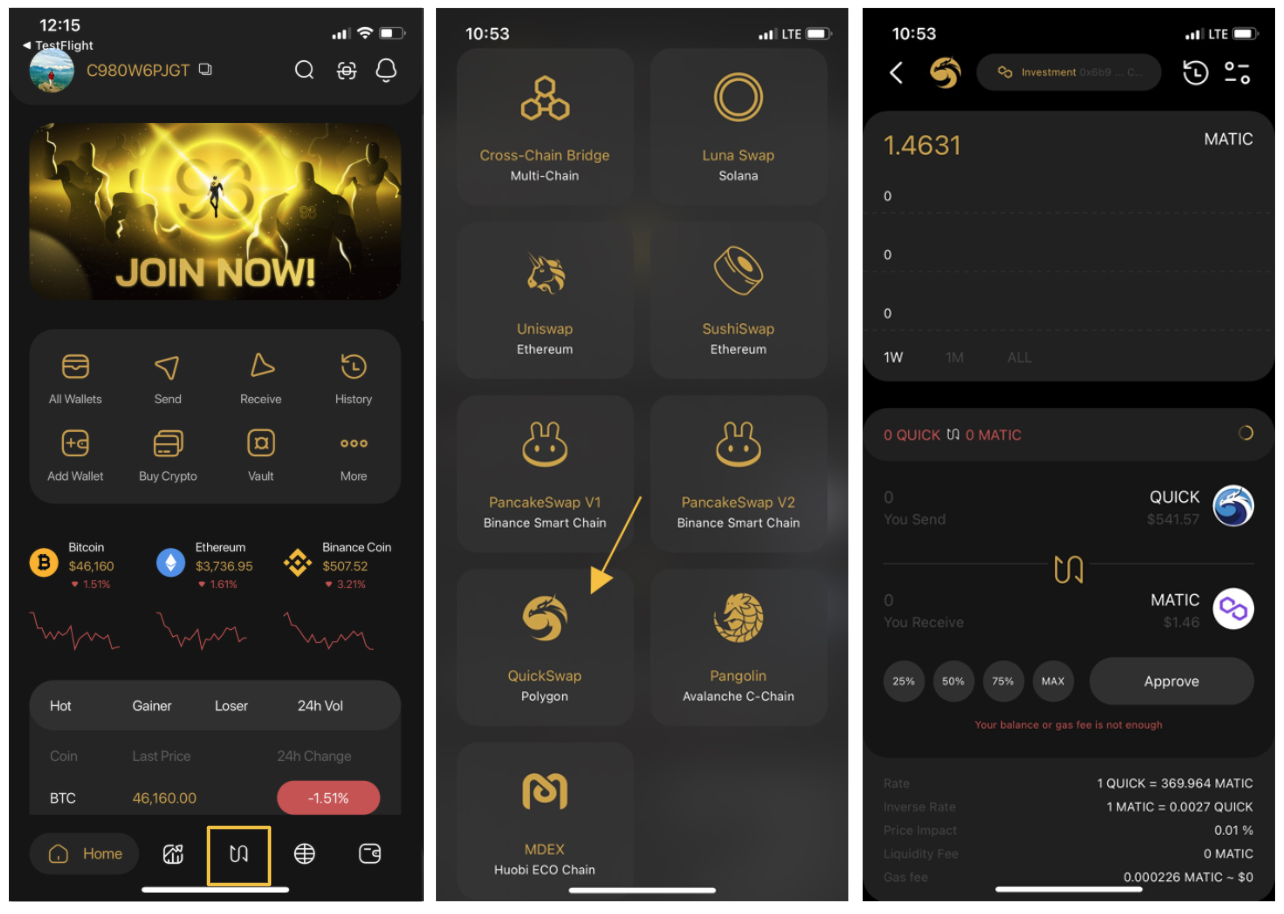 12:15
◀ TestFlight
C980W6PJGT
96
JOIN NOW!
All Wallets Send Receive History
Add Wallet Buy Crypto Vault More
Bitcoin Ethereum Binance Coin
$46,160 $3,736.95 $507.52
▼ 1.51% ▼ 1.61% ▼ 3.21%
Hot Gainer Loser 24h Vol
Coin Last Price 24h Change
BTC 46,160.00 -1.51%
Home
10:53 LTE
Cross-Chain Bridge Luna Swap
Multi-Chain Solana
Uniswap SushiSwap
Ethereum Ethereum
PancakeSwap V1 PancakeSwap V2
Binance Smart Chain Binance Smart Chain
QuickSwap Pangolin
Polygon Avalanche C-Chain
MDEX
Huobi ECO Chain
10:53 LTE
Investment 0x6b9 ... C...
1.4631 MATIC
0
0
0
1W 1M ALL
0 QUICK 0 MATIC
0 QUICK
You Send $541.57
0 MATIC
You Receive $1.46
25% 50% 75% MAX Approve
Your balance or gas fee is not enough
Rate 1 QUICK = 369.964 MATIC
Inverse Rate 1 MATIC = 0.0027 QUICK
Price Impact 0.01 %
Liquidity Fee 0 MATIC
Gas fee 0.000226 MATIC ~ $0